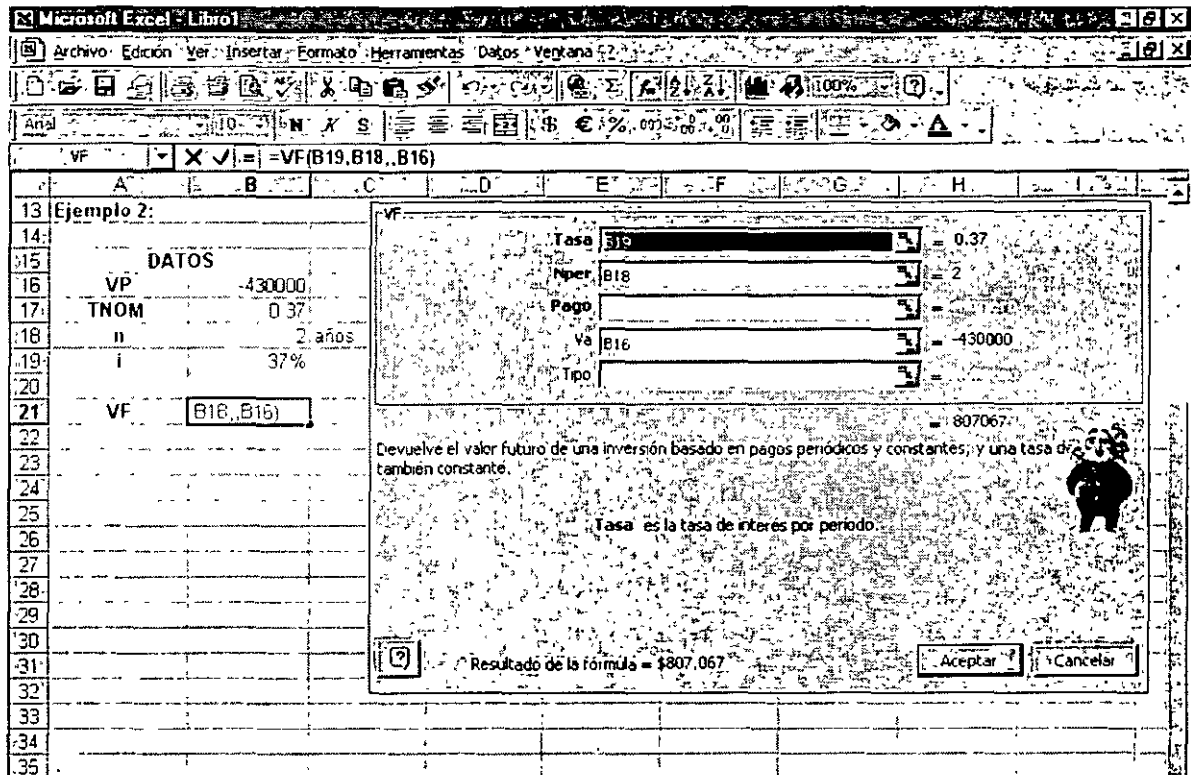 Microsoft Excel - Libro1
Archivo Edición Ver Insertar Formato Herramientas Datos Ventana ?
100%
Arial 10 N K S $ € % 000 A
VF =VF(B19,B18,,B16)
A B C D E F G H I
13 Ejemplo 2:
14
15 DATOS
16 VP -430000
17 TNOM 0.37
18 n 2 años
19 i 37%
20
21 VF B18,,B16)
22
23
24
25
26
27
28
29
30
31
32
33
34
35
VF
Tasa B19 = 0.37
Nper B18 = 2
Pago =
Va B16 = -430000
Tipo =
= 807067
Devuelve el valor futuro de una inversión basado en pagos periódicos y constantes, y una tasa de
también constante.
Tasa es la tasa de interés por periodo
Resultado de la fórmula = $807,067
Aceptar Cancelar